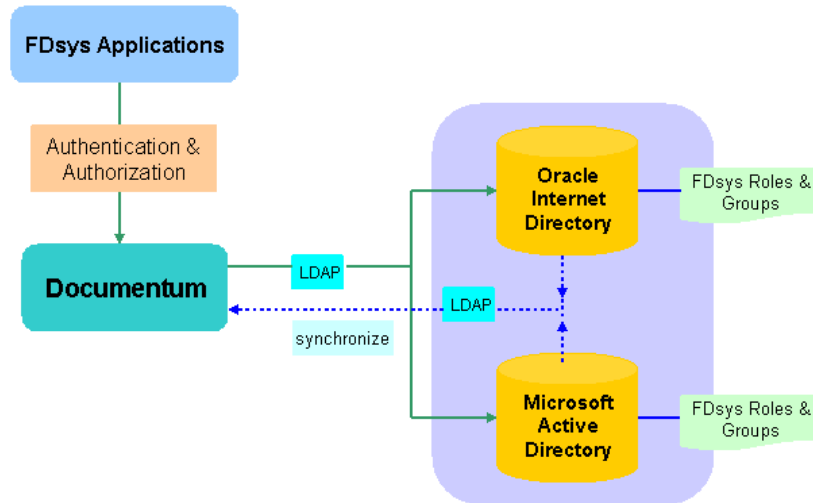 FDsys Applications
Authentication &
Authorization
Documentum
LDAP
LDAP
synchronize
Oracle
Internet
Directory
FDsys Roles &
Groups
Microsoft
Active
Directory
FDsys Roles &
Groups